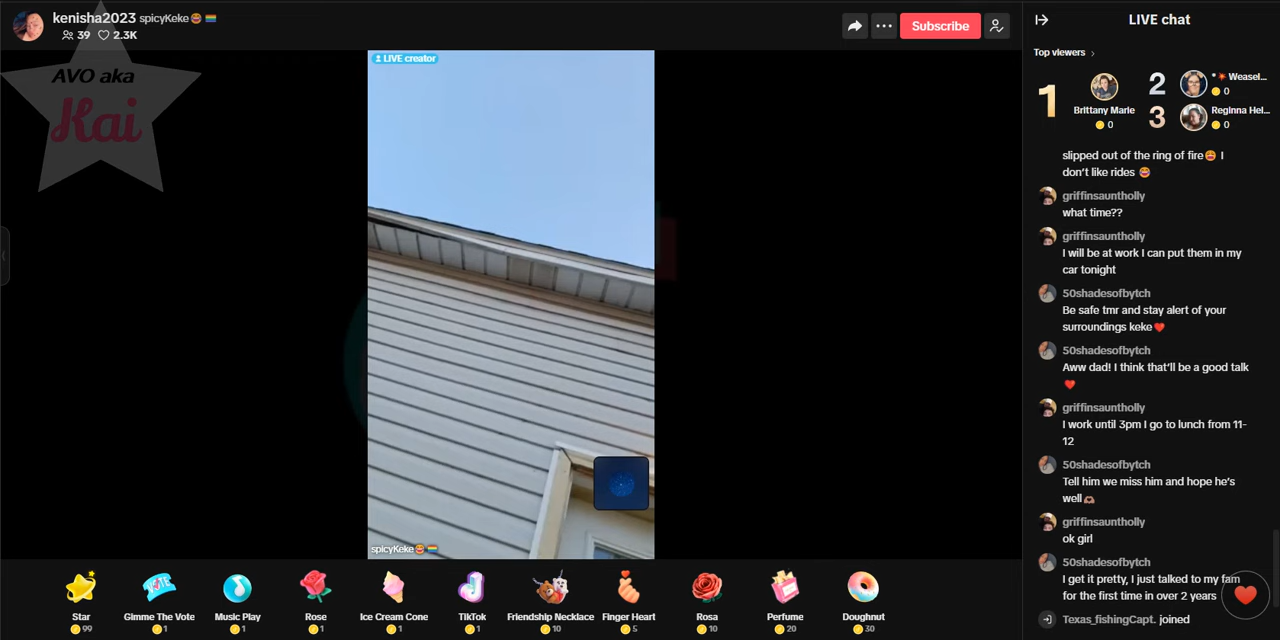 kenisha2023 spicyKeke🤩🏳️‍🌈
39 2.3K
Subscribe
AVO aka
Kai
LIVE creator
spicyKeke🤩🏳️‍🌈
Star
99
Gimme The Vote
1
Music Play
1
Rose
1
Ice Cream Cone
1
TikTok
1
Friendship Necklace
10
Finger Heart
5
Rosa
10
Perfume
20
Doughnut
30
LIVE chat
Top viewers
1
Brittany Marie
0
2
Weasel...
0
3
Reginna Hel...
0
slipped out of the ring of fire🤩 I
don't like rides 🤩
griffinsauntholly
what time??
griffinsauntholly
I will be at work I can put them in my
car tonight
50shadesofbytch
Be safe tmr and stay alert of your
surroundings keke❤️
50shadesofbytch
Aww dad! I think that'll be a good talk
❤️
griffinsauntholly
I work until 3pm I go to lunch from 11-
12
50shadesofbytch
Tell him we miss him and hope he's
well🫶🏽
griffinsauntholly
ok girl
50shadesofbytch
I get it pretty, I just talked to my fam
for the first time in over 2 years
Texas_fishingCapt. joined